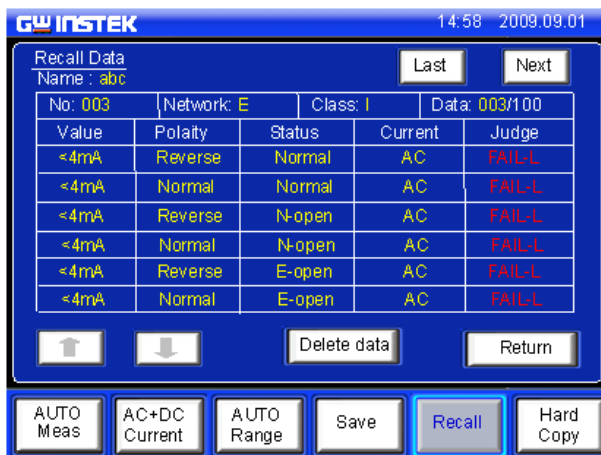 GW INSTEK 14:58 2009.09.01
Recall Data Last Next
Name : abc
No: 003 Network: E Class: I Data: 003/100
Value Polaity Status Current Judge
<4mA Reverse Normal AC FAIL-L
<4mA Normal Normal AC FAIL-L
<4mA Reverse N-open AC FAIL-L
<4mA Normal N-open AC FAIL-L
<4mA Reverse E-open AC FAIL-L
<4mA Normal E-open AC FAIL-L
Delete data Return
AUTO Meas AC+DC Current AUTO Range Save Recall Hard Copy